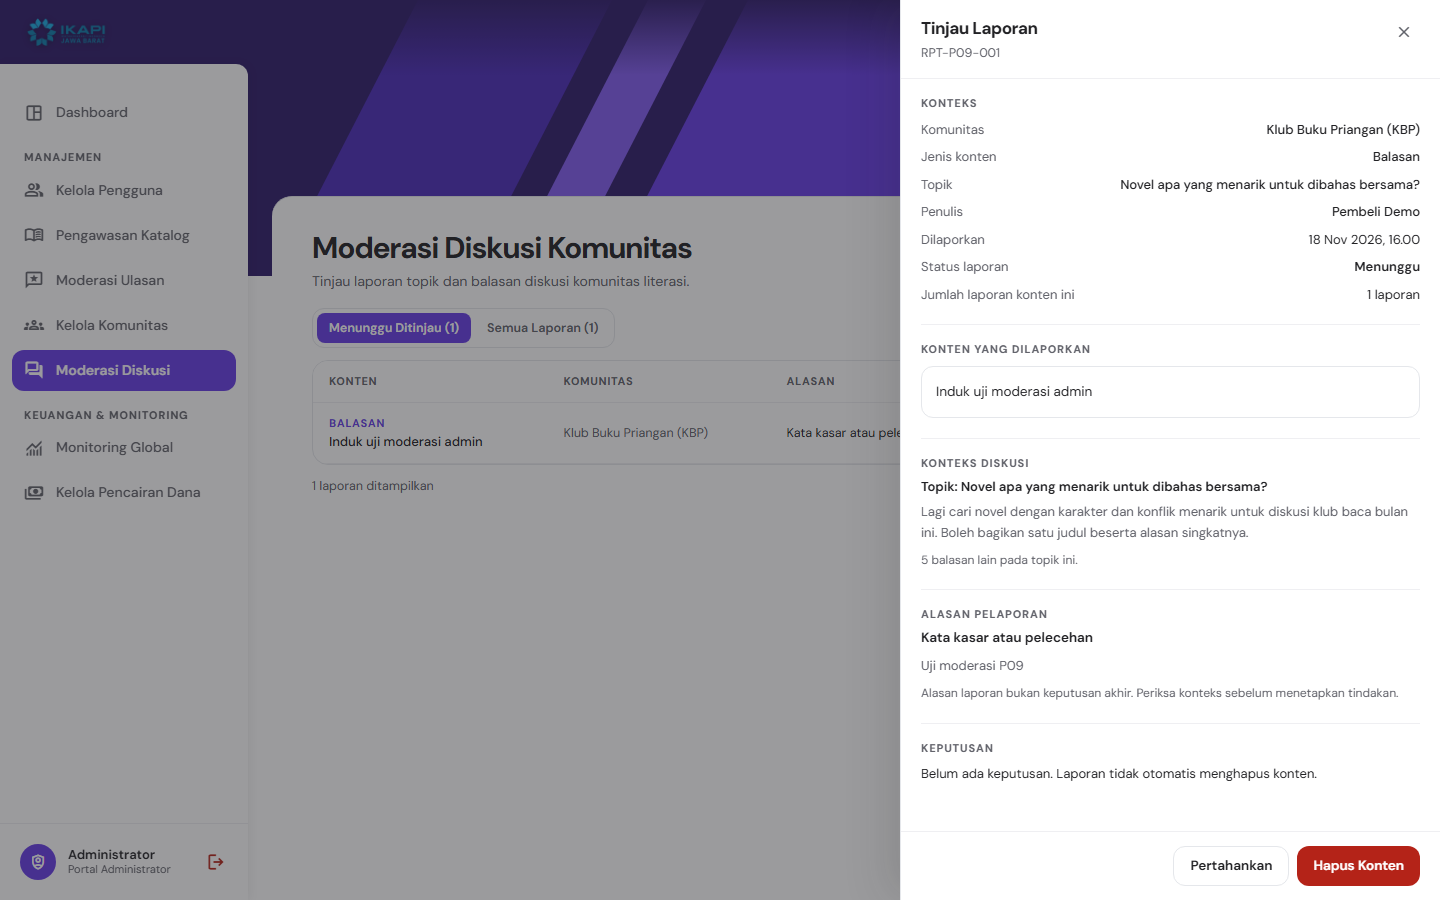 IKAPI
JAWA BARAT
Dashboard
MANAJEMEN
Kelola Pengguna
Pengawasan Katalog
Moderasi Ulasan
Kelola Komunitas
Moderasi Diskusi
KEUANGAN & MONITORING
Monitoring Global
Kelola Pencairan Dana
Administrator
Portal Administrator
Moderasi Diskusi Komunitas
Tinjau laporan topik dan balasan diskusi komunitas literasi.
Menunggu Ditinjau (1) Semua Laporan (1)
KONTEN KOMUNITAS ALASAN
BALASAN
Induk uji moderasi admin Klub Buku Priangan (KBP) Kata kasar atau pele
1 laporan ditampilkan
Tinjau Laporan
RPT-P09-001
KONTEKS
Komunitas Klub Buku Priangan (KBP)
Jenis konten Balasan
Topik Novel apa yang menarik untuk dibahas bersama?
Penulis Pembeli Demo
Dilaporkan 18 Nov 2026, 16.00
Status laporan Menunggu
Jumlah laporan konten ini 1 laporan
KONTEN YANG DILAPORKAN
Induk uji moderasi admin
KONTEKS DISKUSI
Topik: Novel apa yang menarik untuk dibahas bersama?
Lagi cari novel dengan karakter dan konflik menarik untuk diskusi klub baca bulan
ini. Boleh bagikan satu judul beserta alasan singkatnya.
5 balasan lain pada topik ini.
ALASAN PELAPORAN
Kata kasar atau pelecehan
Uji moderasi P09
Alasan laporan bukan keputusan akhir. Periksa konteks sebelum menetapkan tindakan.
KEPUTUSAN
Belum ada keputusan. Laporan tidak otomatis menghapus konten.
Pertahankan Hapus Konten